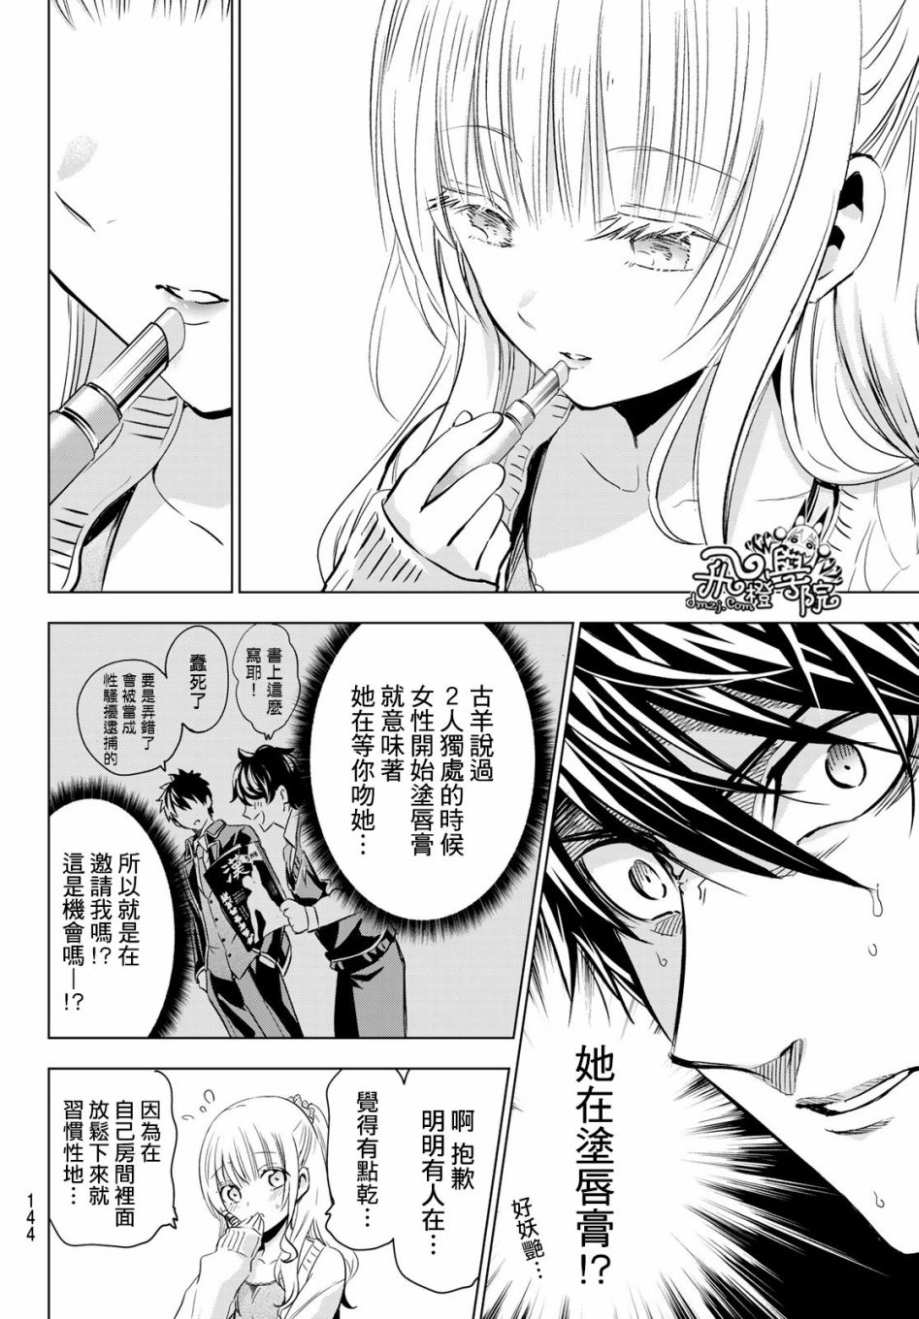 飛橙學院
dmzj.com
她在塗唇膏!?
好妖艷…
古羊說過
2人獨處的時候
女性開始塗唇膏
就意味著
她在等你吻她…
書上這麼
寫耶!
蠢死了
要是弄錯了
會被當成
性騷擾逮捕的
漢
所以就是在
邀請我嗎!?
這是機會嗎—!?
啊 抱歉
明明有人在…
覺得有點乾…
因為在
自己房間裡面
放鬆下來就
習慣性地…
144